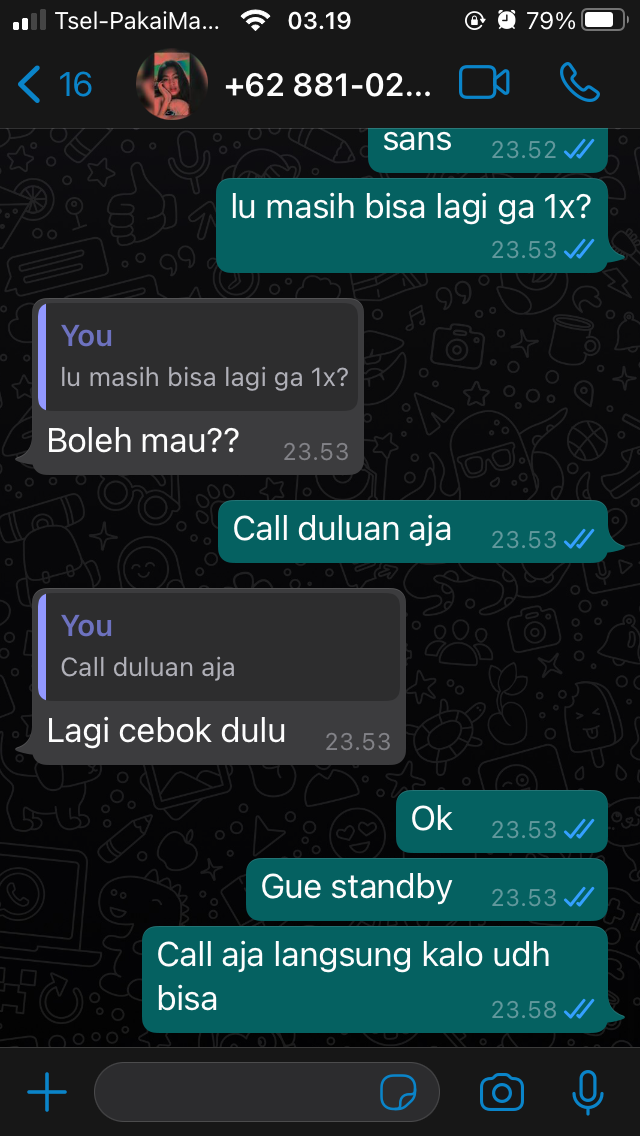 Tsel-PakaiMa... 03.19 79%
16 +62 881-02...
sans 23.52
lu masih bisa lagi ga 1x?
23.53
You
lu masih bisa lagi ga 1x?
Boleh mau?? 23.53
Call duluan aja 23.53
You
Call duluan aja
Lagi cebok dulu 23.53
Ok 23.53
Gue standby 23.53
Call aja langsung kalo udh
bisa 23.58